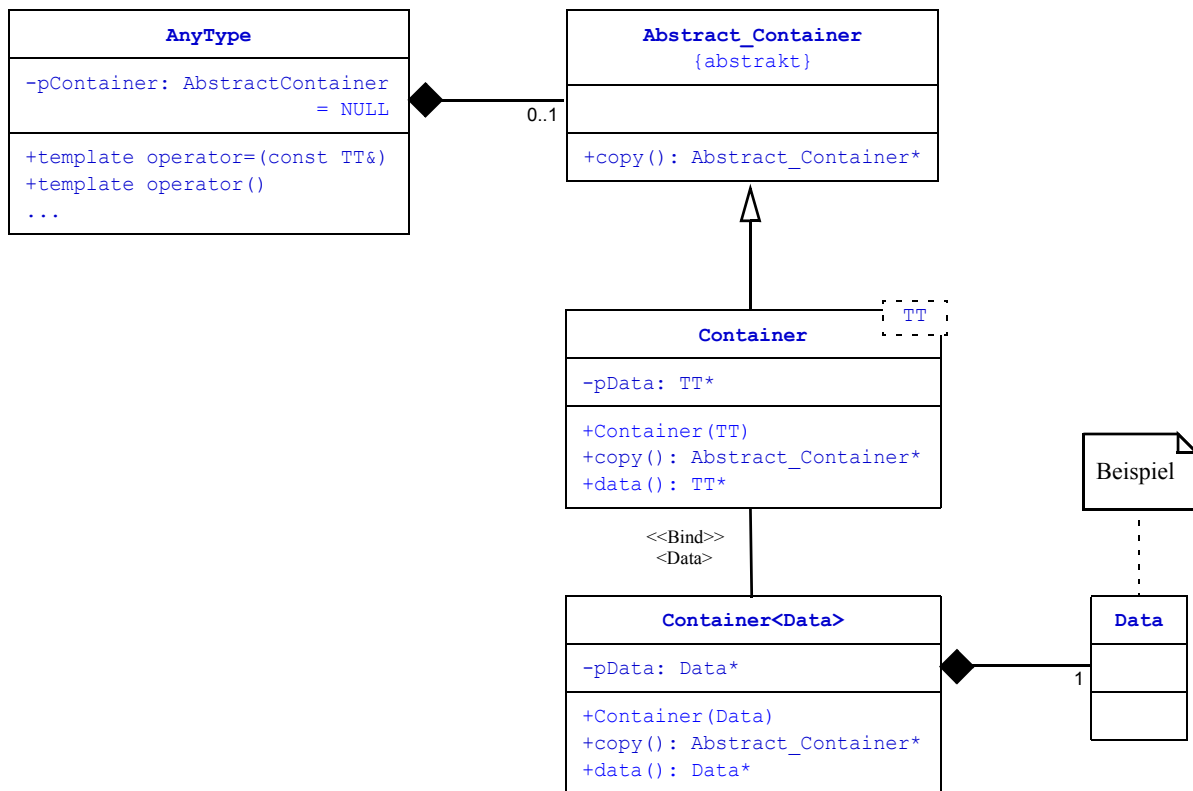 AnyType
-pContainer: AbstractContainer
= NULL
+template operator=(const TT&)
+template operator()
...
0..1
Abstract_Container
{abstrakt}
+copy(): Abstract_Container*
TT
Container
-pData: TT*
+Container(TT)
+copy(): Abstract_Container*
+data(): TT*
<<Bind>>
<Data>
Beispiel
Container<Data>
-pData: Data*
+Container(Data)
+copy(): Abstract_Container*
+data(): Data*
1
Data